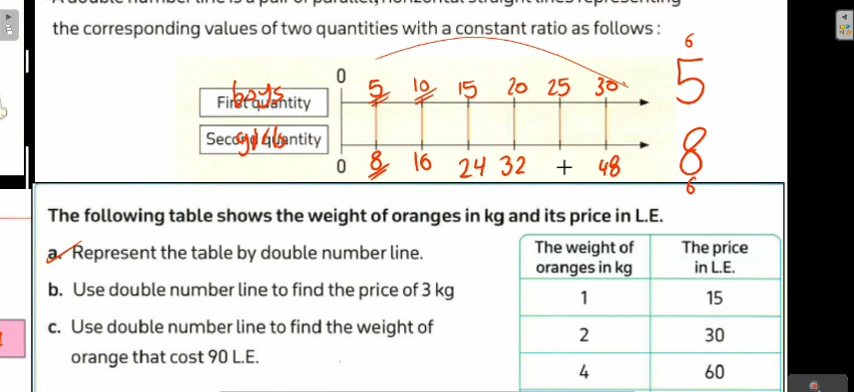 the corresponding values of two quantities with a constant ratio as follows :
6
0 5 10 15 20 25 30 5
First quantity boys
Second quantity girls
0 8 16 24 32 + 48 8
6
The following table shows the weight of oranges in kg and its price in L.E.
a. Represent the table by double number line.
b. Use double number line to find the price of 3 kg
c. Use double number line to find the weight of
orange that cost 90 L.E.
The weight of oranges in kg The price in L.E.
1 15
2 30
4 60